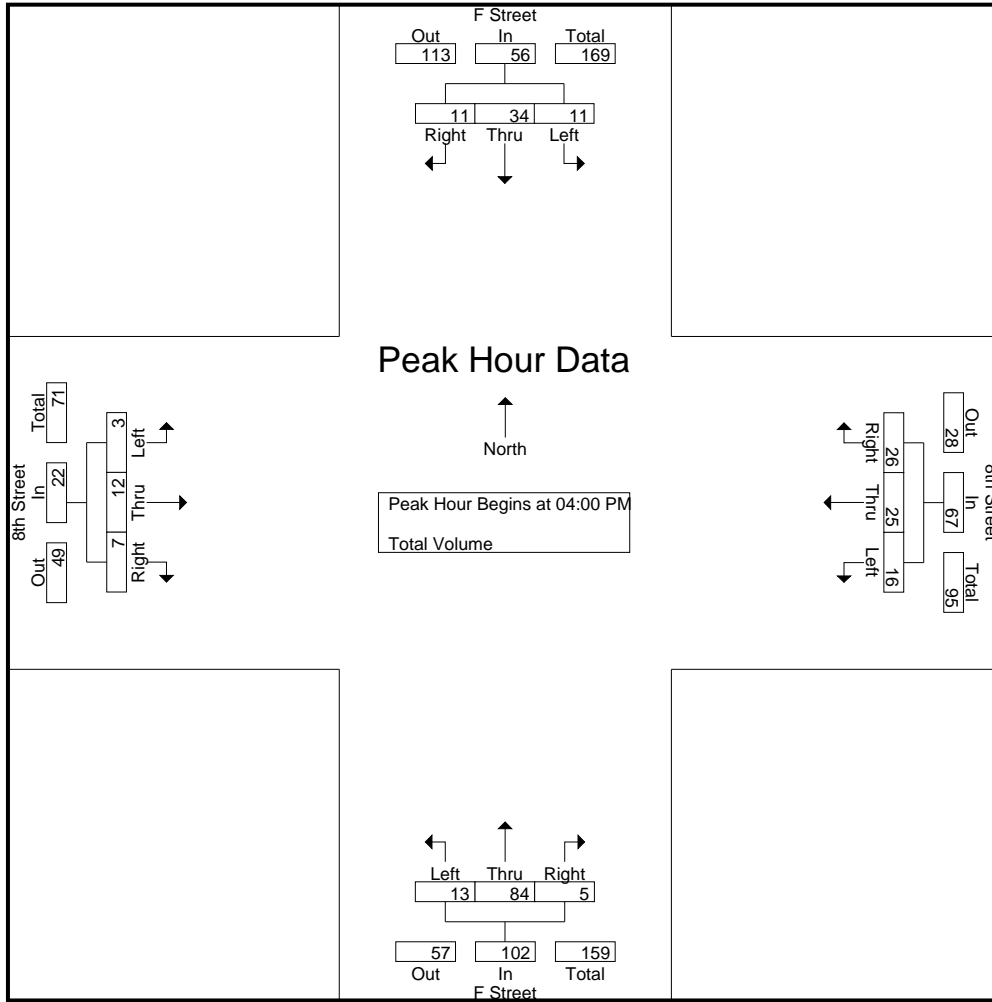 F Street
Out In Total
113 56 169
11 34 11
Right Thru Left
Peak Hour Data
North
Peak Hour Begins at 04:00 PM
Total Volume
8th Street
Total In Out
71 22 49
3 12 7
Left Thru Right
8th Street
Out In Total
28 67 95
26 25 16
Right Thru Left
Left Thru Right
13 84 5
57 102 159
Out In Total
F Street